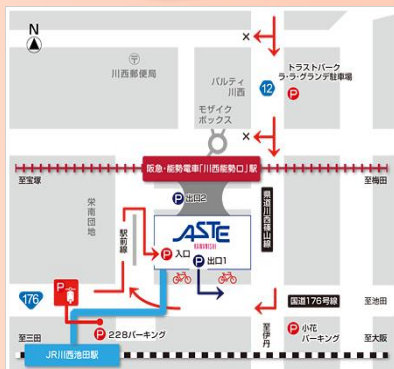 N
〒
川西郵便局
パルティ
川西
モザイク
ボックス
12
トラストパーク
ラ・ラ・グランデ駐車場
P
阪急・能勢電車「川西能勢口」駅
至宝塚
至梅田
栄南団地
駅前線
P 出口2
ASTE
KAWANISHI
P 入口
P 出口1
県道川西篠山線
176
P
国道176号線
至池田
至三田
P 228パーキング
至伊丹
P 小花
パーキング
至大阪
JR川西池田駅